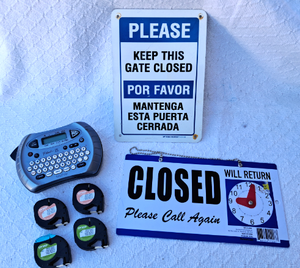 PLEASE
KEEP THIS
GATE CLOSED
POR FAVOR
MANTENGA
ESTA PUERTA
CERRADA
CLOSED
Please Call Again
WILL RETURN